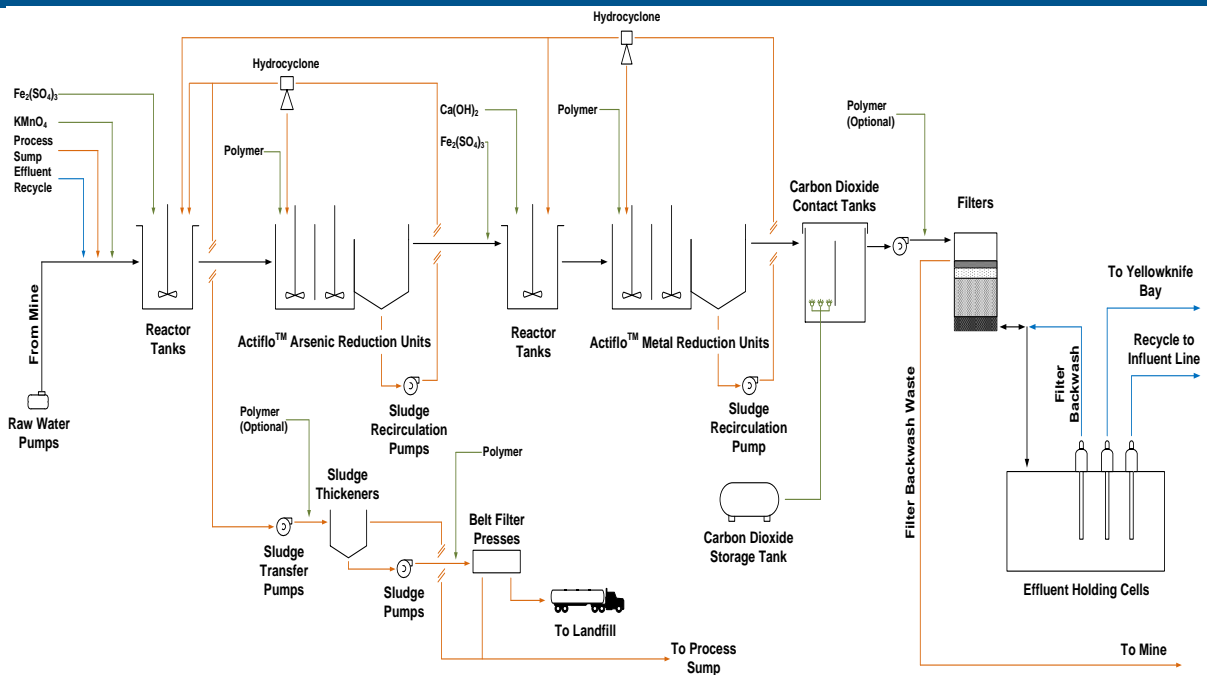 Hydrocyclone
Hydrocyclone
Fe2(SO4)3
KMnO4
Process
Sump
Effluent
Recycle
Polymer
Ca(OH)2
Fe2(SO4)3
Polymer
Polymer
(Optional)
Carbon Dioxide
Contact Tanks
Filters
From Mine
Raw Water
Pumps
Reactor
Tanks
Actiflo™ Arsenic Reduction Units
Sludge
Recirculation Pumps
Reactor
Tanks
Actiflo™ Metal Reduction Units
Sludge
Recirculation
Pump
To Yellowknife
Bay
Recycle to
Influent Line
Filter
Backwash
Filter Backwash Waste
Polymer
(Optional)
Sludge
Thickeners
Polymer
Belt Filter
Presses
Sludge
Transfer
Pumps
Sludge
Pumps
To Landfill
Carbon Dioxide
Storage Tank
Effluent Holding Cells
To Process
Sump
To Mine